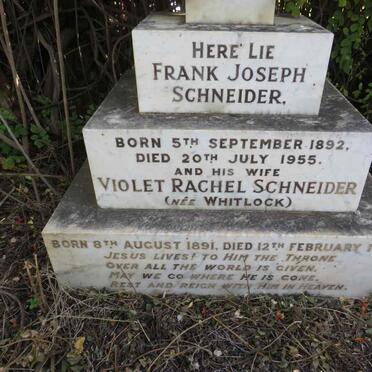 HERE LIE
FRANK JOSEPH
SCHNEIDER.
BORN 5TH SEPTEMBER 1892.
DIED 20TH JULY 1955.
AND HIS WIFE
VIOLET RACHEL SCHNEIDER
(NÉE WHITLOCK)
BORN 8TH AUGUST 1891. DIED 12TH FEBRUARY 1
JESUS LIVES! TO HIM THE THRONE
OVER ALL THE WORLD IS GIVEN,
MAY WE GO WHERE HE IS GONE,
REST AND REIGN WITH HIM IN HEAVEN.